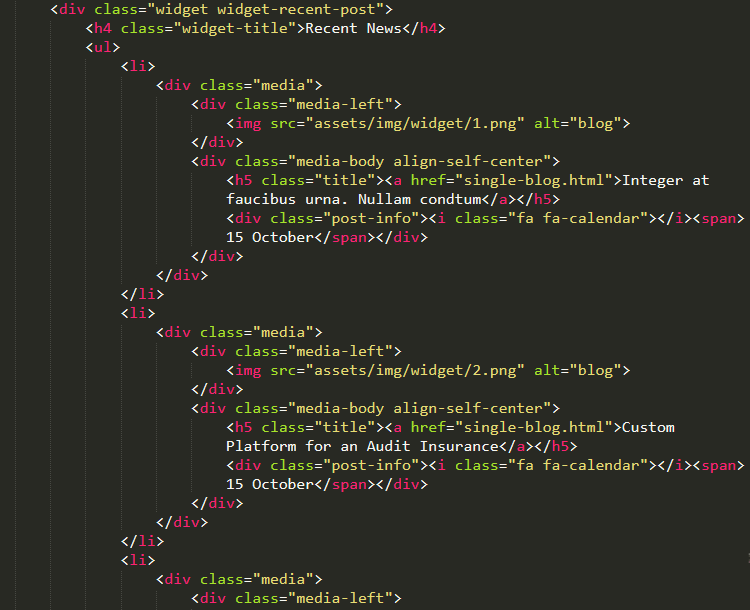 <div class="widget widget-recent-post">
<h4 class="widget-title">Recent News</h4>
<ul>
<li>
<div class="media">
<div class="media-left">
<img src="assets/img/widget/1.png" alt="blog">
</div>
<div class="media-body align-self-center">
<h5 class="title"><a href="single-blog.html">Integer at
faucibus urna. Nullam condtum</a></h5>
<div class="post-info"><i class="fa fa-calendar"></i><span>
15 October</span></div>
</div>
</div>
</li>
<li>
<div class="media">
<div class="media-left">
<img src="assets/img/widget/2.png" alt="blog">
</div>
<div class="media-body align-self-center">
<h5 class="title"><a href="single-blog.html">Custom
Platform for an Audit Insurance</a></h5>
<div class="post-info"><i class="fa fa-calendar"></i><span>
15 October</span></div>
</div>
</div>
</li>
<li>
<div class="media">
<div class="media-left">